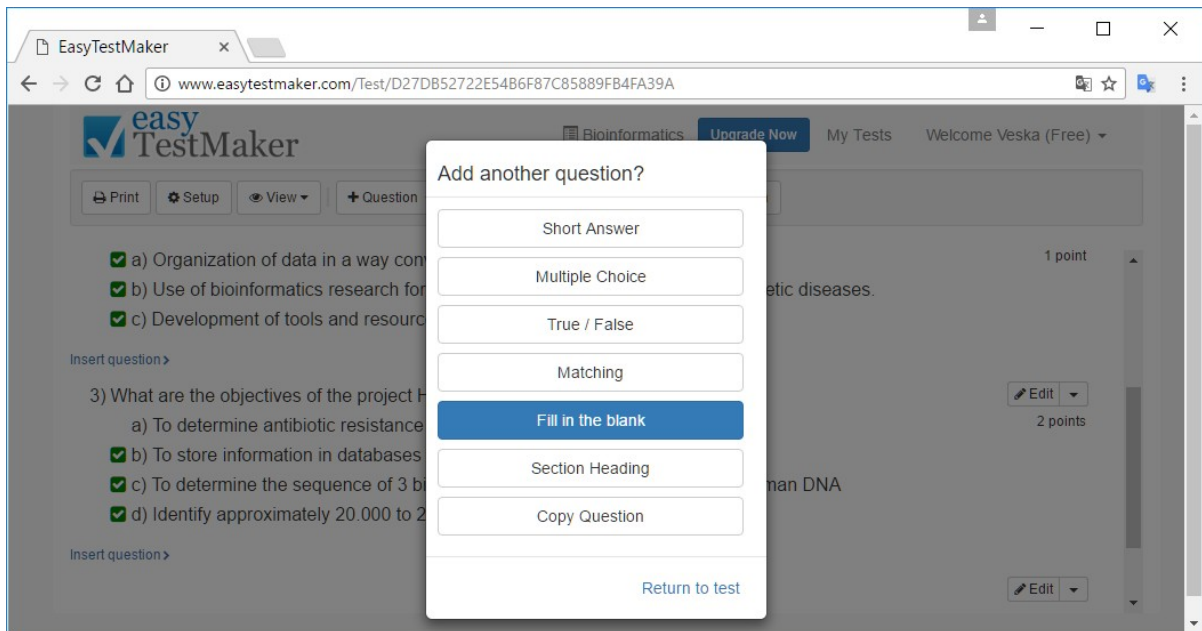 EasyTestMaker
www.easytestmaker.com/Test/D27DB52722E54B6F87C85889FB4FA39A
easy
TestMaker
Bioinformatics Upgrade Now My Tests Welcome Veska (Free)
Print Setup View + Question
Add another question?
Short Answer
Multiple Choice
True / False
Matching
Fill in the blank
Section Heading
Copy Question
Return to test
a) Organization of data in a way con
1 point
b) Use of bioinformatics research for etic diseases.
c) Development of tools and resourc
Insert question
3) What are the objectives of the project H
Edit
a) To determine antibiotic resistance
2 points
b) To store information in databases
c) To determine the sequence of 3 bi man DNA
d) Identify approximately 20.000 to 2
Insert question
Edit